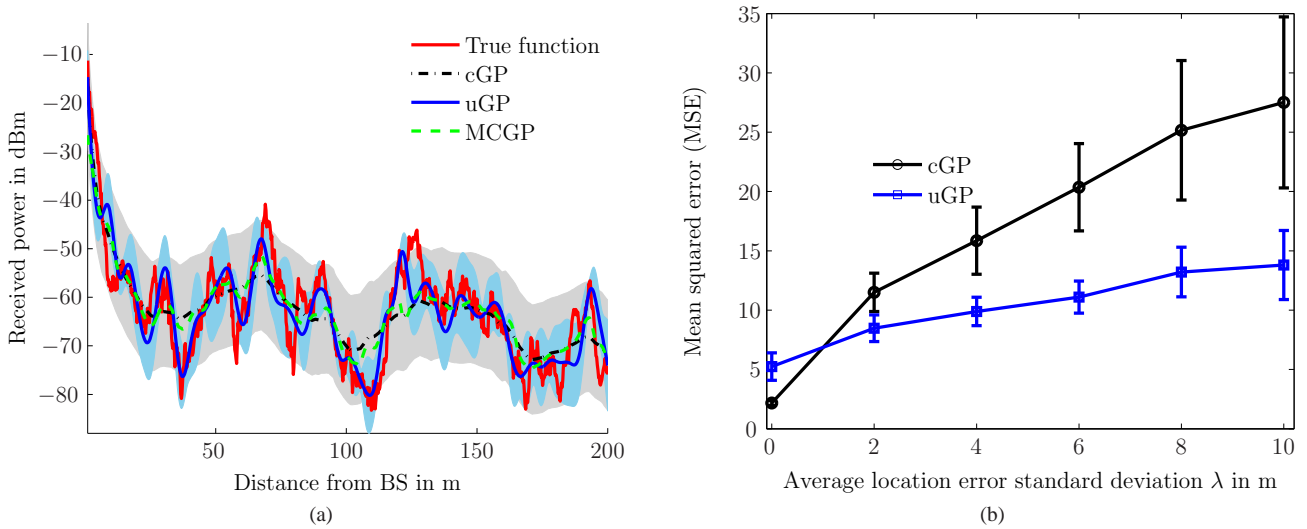 −10
−20
−30
−40
−50
−60
−70
−80
50
100
150
200
Received power in dBm
Distance from BS in m
True function
cGP
uGP
MCGP
(a)
35
30
25
20
15
10
5
0
0
2
4
6
8
10
Mean squared error (MSE)
Average location error standard deviation λ in m
cGP
uGP
(b)